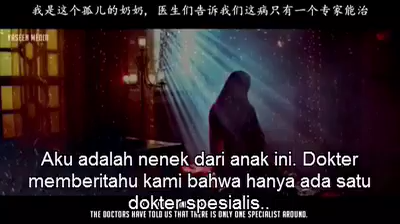 我是这个孤儿的奶奶，医生们告诉我们这病只有一个专家能治
YASEEN MEDIA
Aku adalah nenek dari anak ini. Dokter
memberitahu kami bahwa hanya ada satu
dokter spesialis..
THE DOCTORS HAVE TOLD US THAT THERE IS ONLY ONE SPECIALIST AROUND.